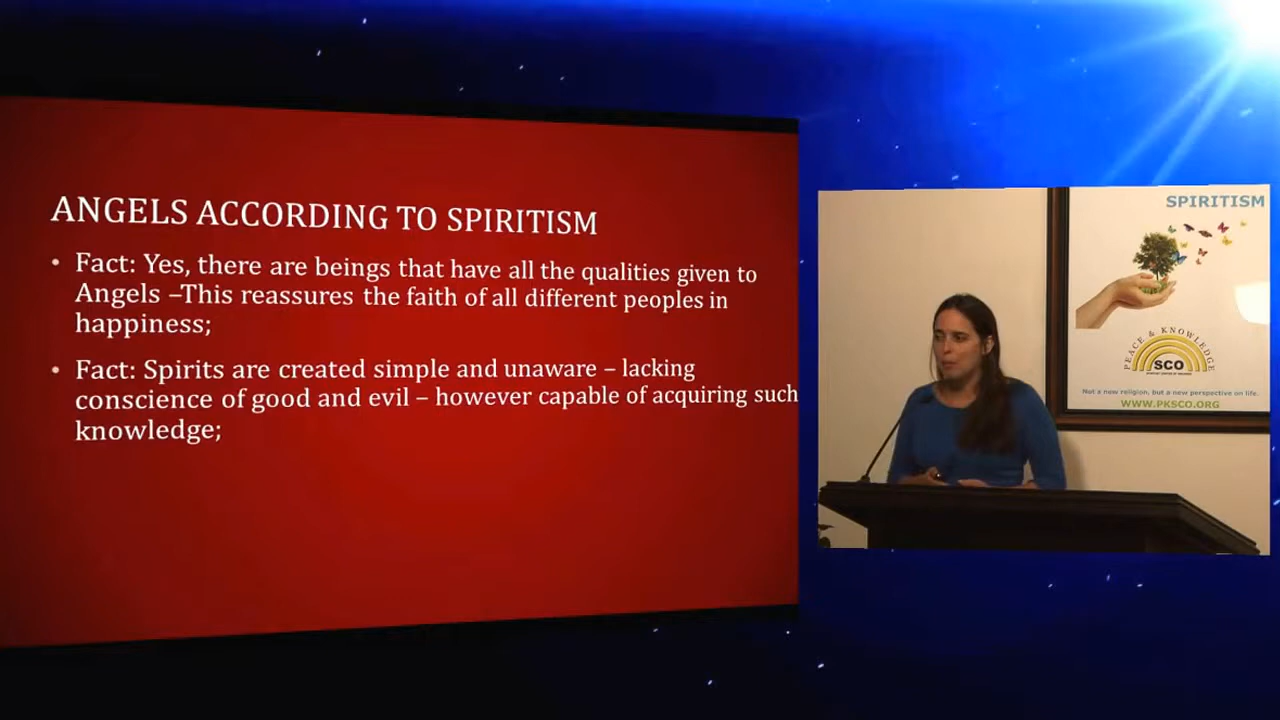 ANGELS ACCORDING TO SPIRITISM
• Fact: Yes, there are beings that have all the qualities given to
Angels –This reassures the faith of all different peoples in
happiness;
• Fact: Spirits are created simple and unaware – lacking
conscience of good and evil – however capable of acquiring such
knowledge;
SPIRITISM
PEACE & KNOWLEDGE
SCO
Not a new religion, but a new perspective on life.
WWW.PKSCO.ORG